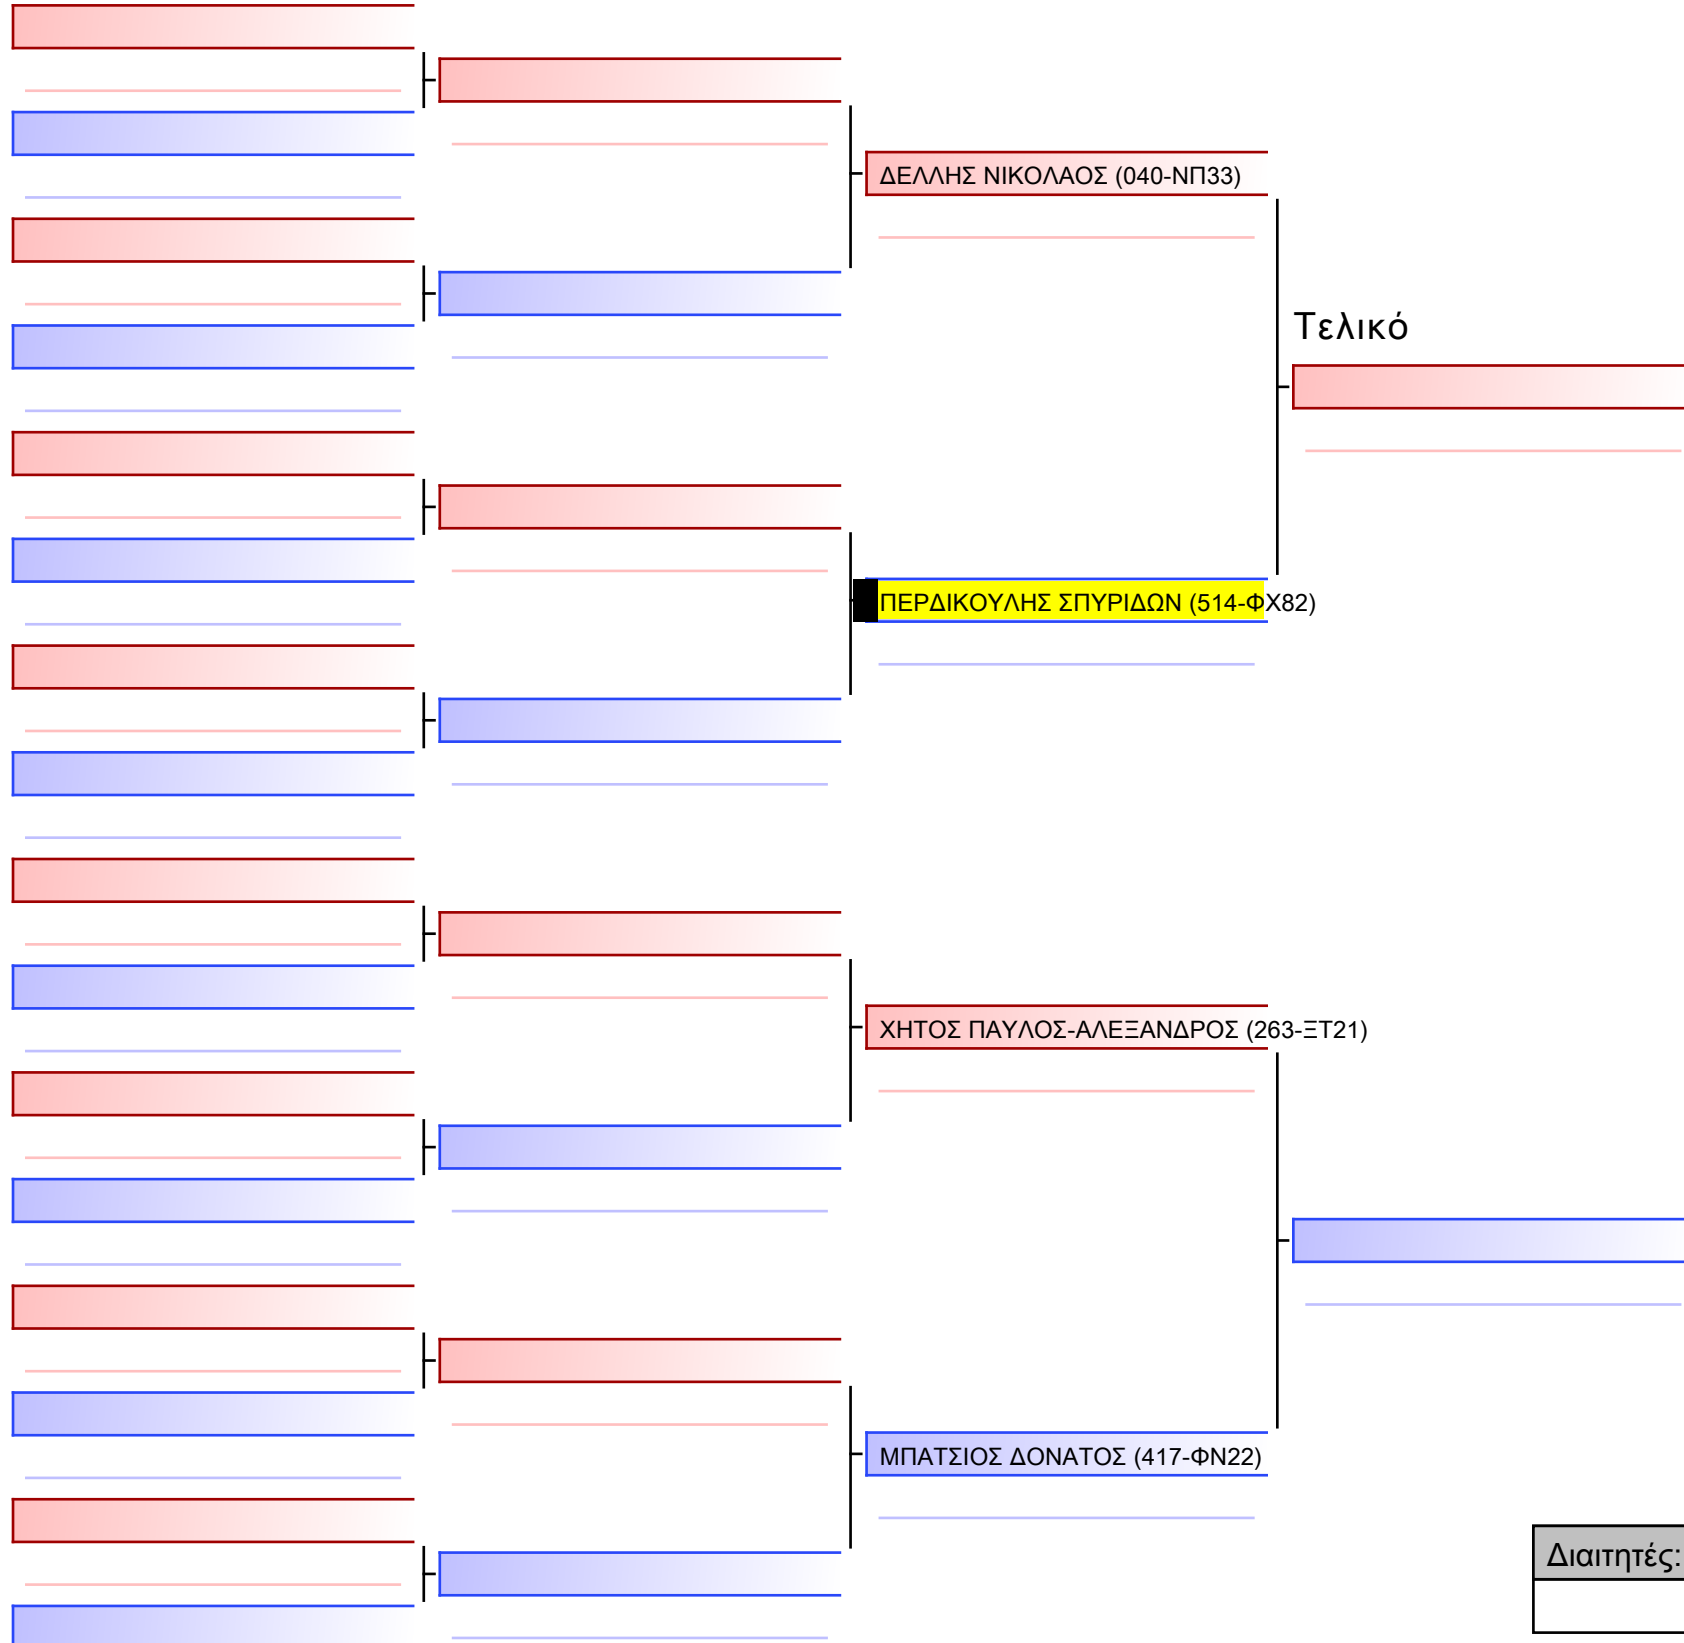 ΔΕΛΛΗΣ ΝΙΚΟΛΑΟΣ (040-ΝΠ33)
Τελικό
ΠΕΡΔΙΚΟΥΛΗΣ ΣΠΥΡΙΔΩΝ (514-ΦΧ82)
ΧΗΤΟΣ ΠΑΥΛΟΣ-ΑΛΕΞΑΝΔΡΟΣ (263-ΞΤ21)
ΜΠΑΤΣΙΟΣ ΔΟΝΑΤΟΣ (417-ΦΝ22)
Διαιτητές: